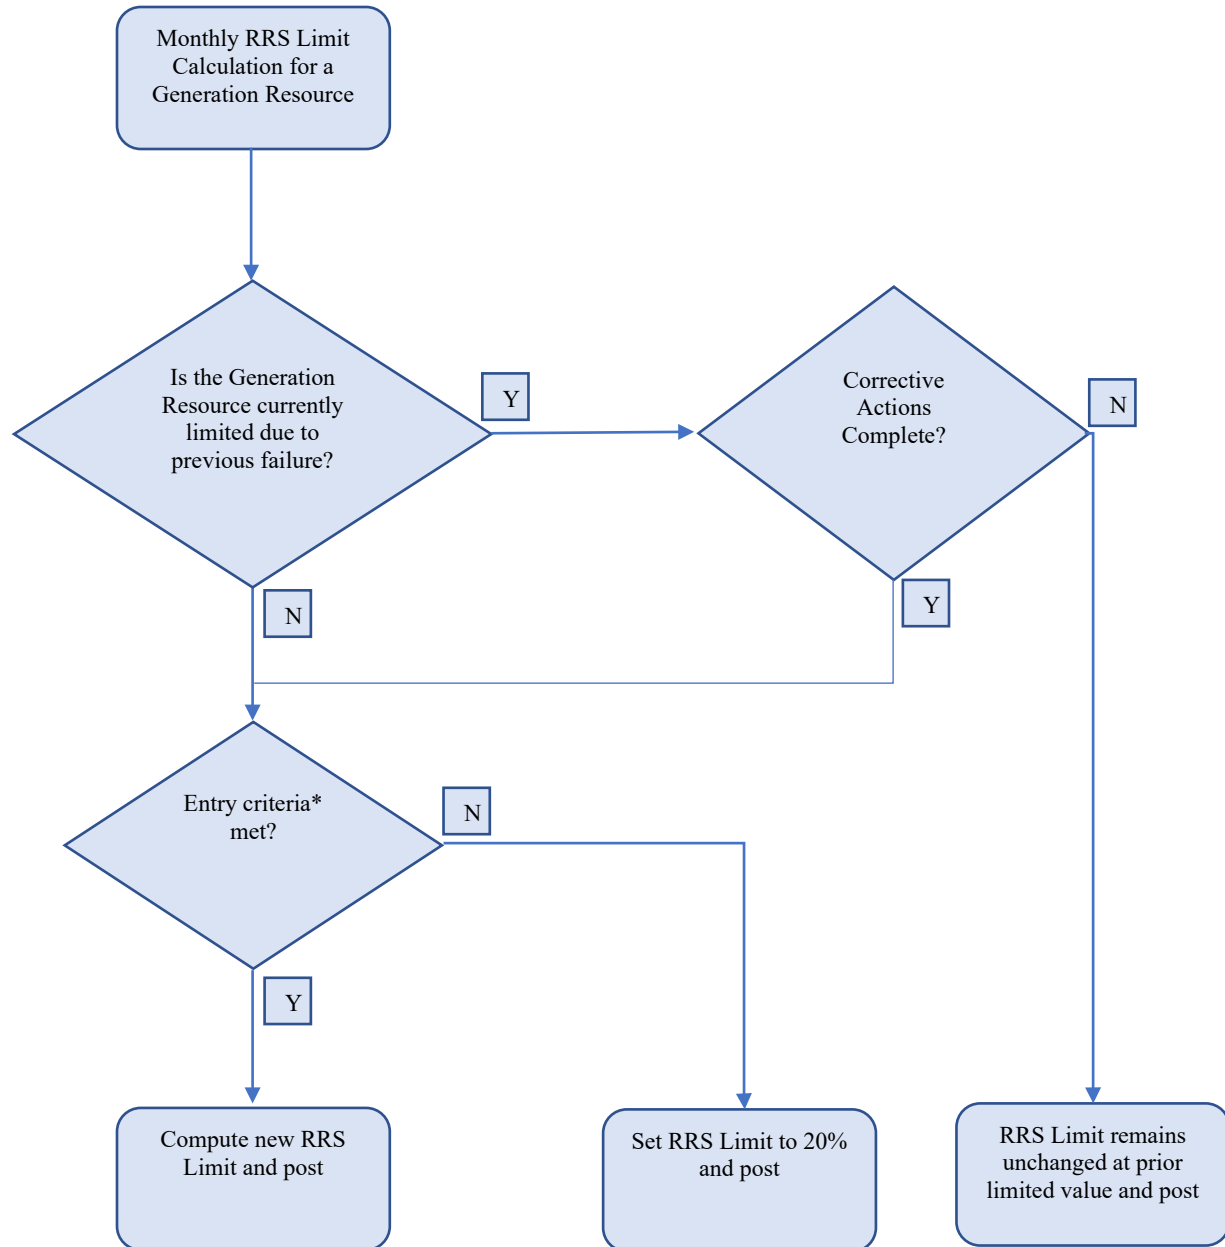 Monthly RRS Limit
Calculation for a
Generation Resource
Is the Generation
Resource currently
limited due to
previous failure?
Y
Corrective
Actions
Complete?
N
N
Y
Entry criteria*
met?
N
Y
Compute new RRS
Limit and post
Set RRS Limit to 20%
and post
RRS Limit remains
unchanged at prior
limited value and post